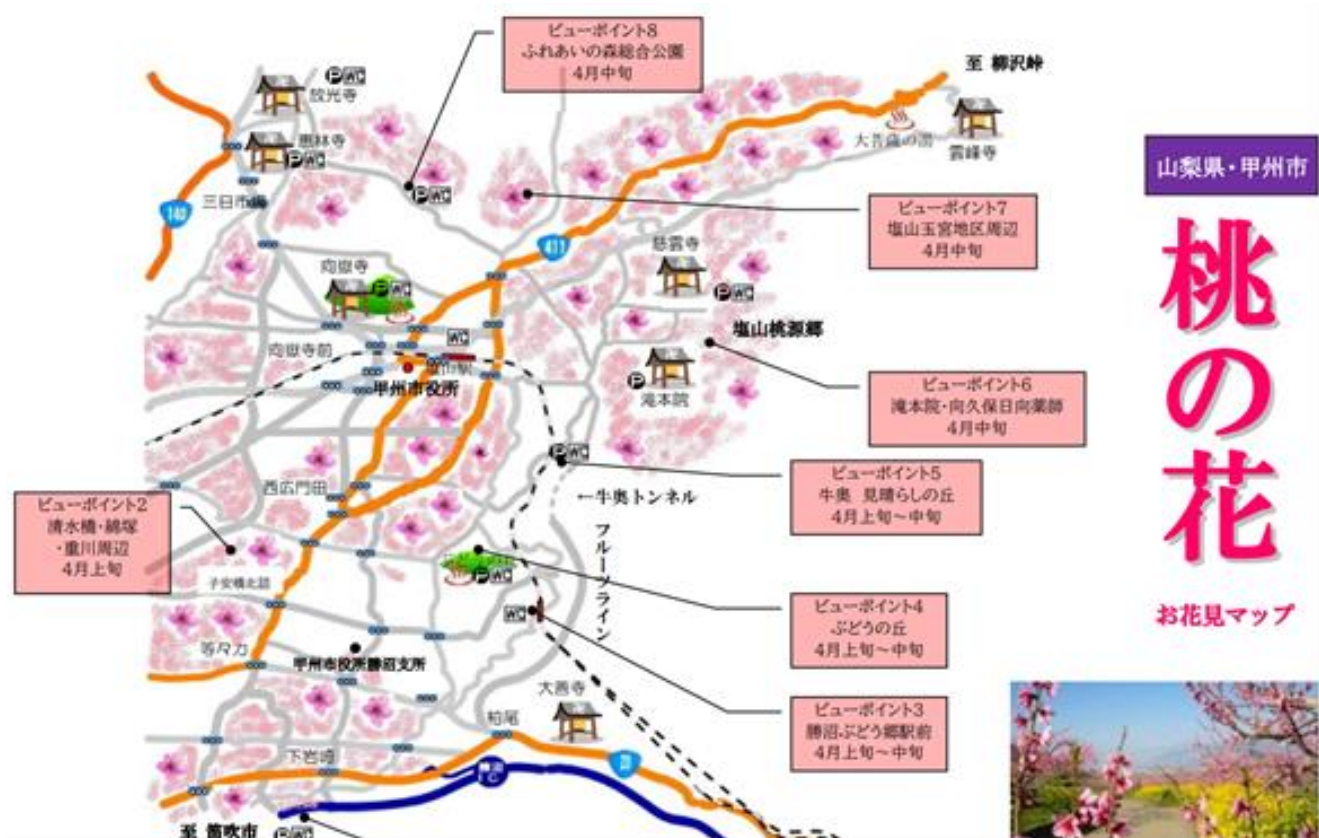 ビューポイント8
ふれあいの森総合公園
4月中旬
至 柳沢峠
P WC
放光寺
恵林寺
P WC
大菩薩の湯
雲峰寺
P WC
山梨県・甲州市
桃の花
お花見マップ
140
ビューポイント7
塩山玉宮地区周辺
4月中旬
411
慈雲寺
向嶽寺
P WC
P WC
塩山桃源郷
WC
向嶽寺前
塩山駅
甲州市役所
P
滝本院
ビューポイント6
滝本院・向久保日向薬師
4月中旬
P WC
ビューポイント5
牛奥 見晴らしの丘
4月上旬~中旬
西広門田
←牛奥トンネル
ビューポイント2
清水橋・綿塚
・重川周辺
4月上旬
フルーツライン
子安橋北詰
P WC
WC
ビューポイント4
ぶどうの丘
4月上旬~中旬
等々力
甲州市役所勝沼支所
大善寺
柏尾
ビューポイント3
勝沼ぶどう郷駅前
4月上旬~中旬
下岩崎
20
至 笛吹市
P WC